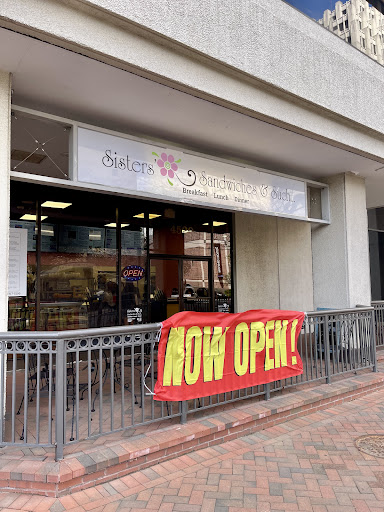 Sisters' Sandwiches & Such
Breakfast Lunch Dinner
OPEN
NOW OPEN!